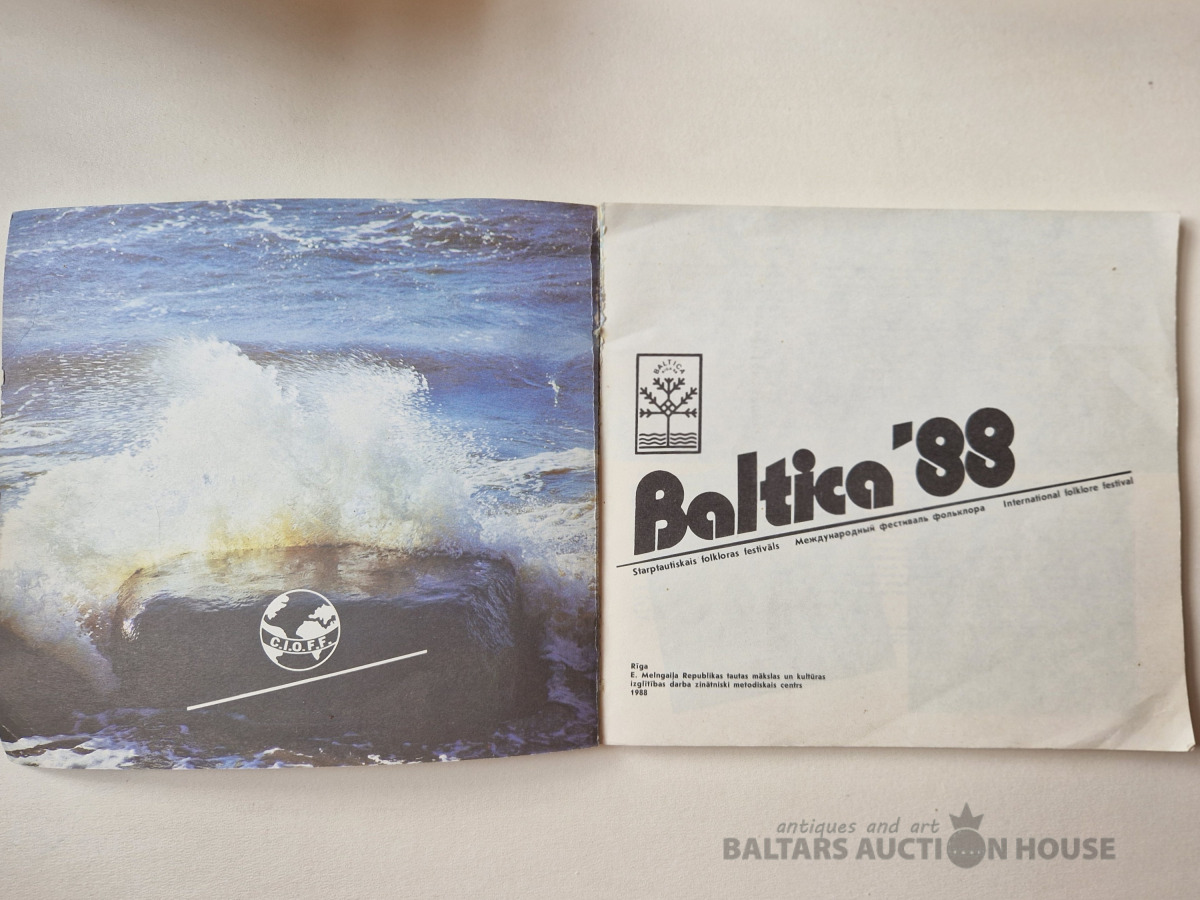 C.I.O.F.F.
BALTICA
Baltica '88
Starptautiskais folkloras festivāls Международный фестиваль фольклора International folklore festival
Rīga
E. Melngaiļa Republikas tautas mākslas un kultūras
izglītības darba zinātniski metodiskais centrs
1988
antiques and art
BALTARS AUCTION HOUSE